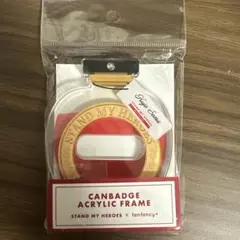 STAND MY HEROES
CANBADGE
ACRYLIC FRAME
STAND MY HEROES × fanfancy+